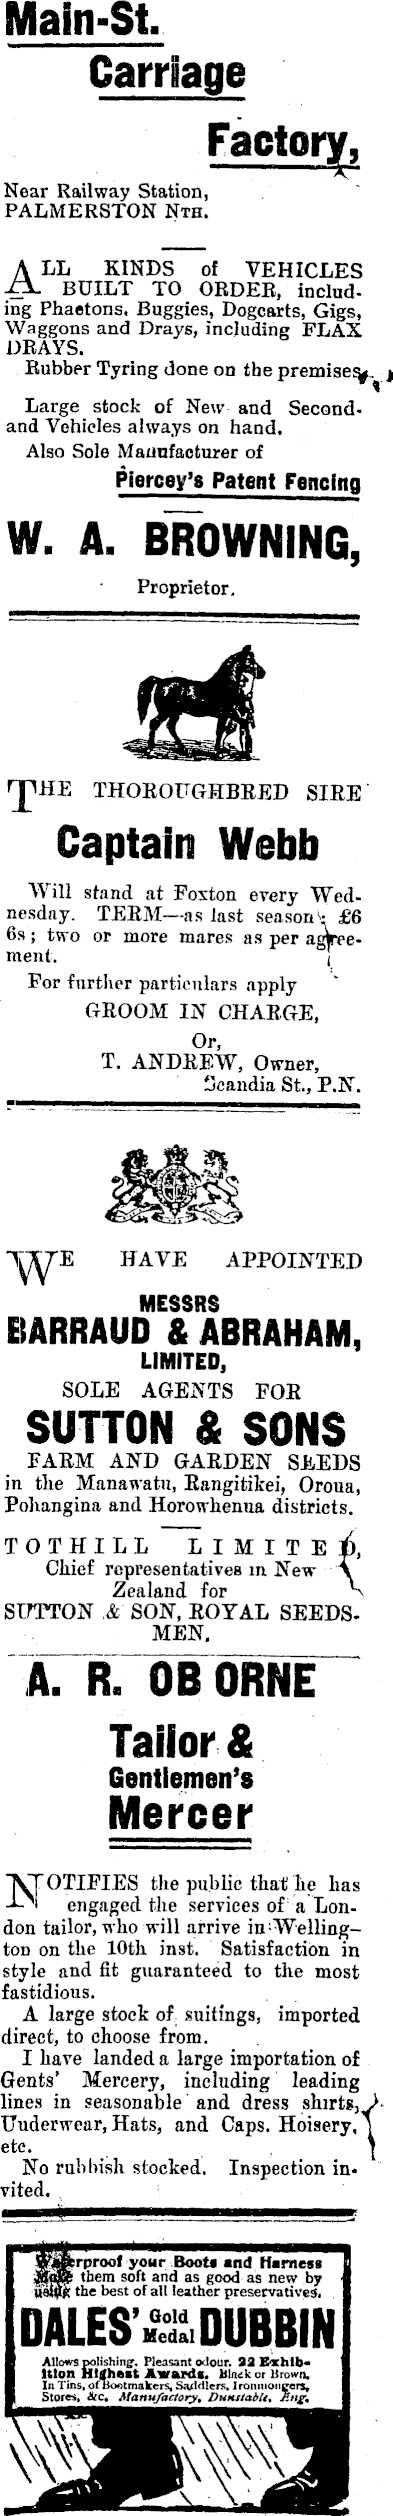 Main-St.
Carriage
Factory,
Near Railway Station,
PALMERSTON NTH.
ALL KINDS of VEHICLES
BUILT TO ORDER, includ-
ing Phaetons, Buggies, Dogcarts, Gigs,
Waggons and Drays, including FLAX
DRAYS.
Rubber Tyring done on the premises.
Large stock of New and Second-
and Vehicles always on hand.
Also Sole Manufacturer of
Piercey's Patent Fencing
W. A. BROWNING,
Proprietor.
THE THOROUGHBRED SIRE
Captain Webb
Will stand at Foxton every Wed-
nesday. TERM—as last season; £6
6s; two or more mares as per agree-
ment.
For further particulars apply
GROOM IN CHARGE,
Or,
T. ANDREW, Owner,
Scandia St., P.N.
WE HAVE APPOINTED
MESSRS
BARRAUD & ABRAHAM,
LIMITED,
SOLE AGENTS FOR
SUTTON & SONS
FARM AND GARDEN SEEDS
in the Manawatu, Rangitikei, Oroua,
Pohangina and Horowhenua districts.
TOTHILL LIMITED,
Chief representatives in New
Zealand for
SUTTON & SON, ROYAL SEEDS-
MEN.
A. R. OB ORNE
Tailor &
Gentlemen's
Mercer
NOTIFIES the public that he has
engaged the services of a Lon-
don tailor, who will arrive in Welling-
ton on the 10th inst. Satisfaction in
style and fit guaranteed to the most
fastidious.
A large stock of suitings, imported
direct, to choose from.
I have landed a large importation of
Gents' Mercery, including leading
lines in seasonable and dress shirts,
Underwear, Hats, and Caps. Hoisery,
etc.
No rubbish stocked. Inspection in-
vited.
Waterproof your Boots and Harness
Make them soft and as good as new by
using the best of all leather preservatives,
DALES' Gold Medal DUBBIN
Allows polishing. Pleasant odour. 22 Exhib-
ition Highest Awards. Black or Brown,
In Tins, of Bootmakers, Saddlers, Ironmongers,
Stores, &c. Manufactory, Dunstable, Eng.